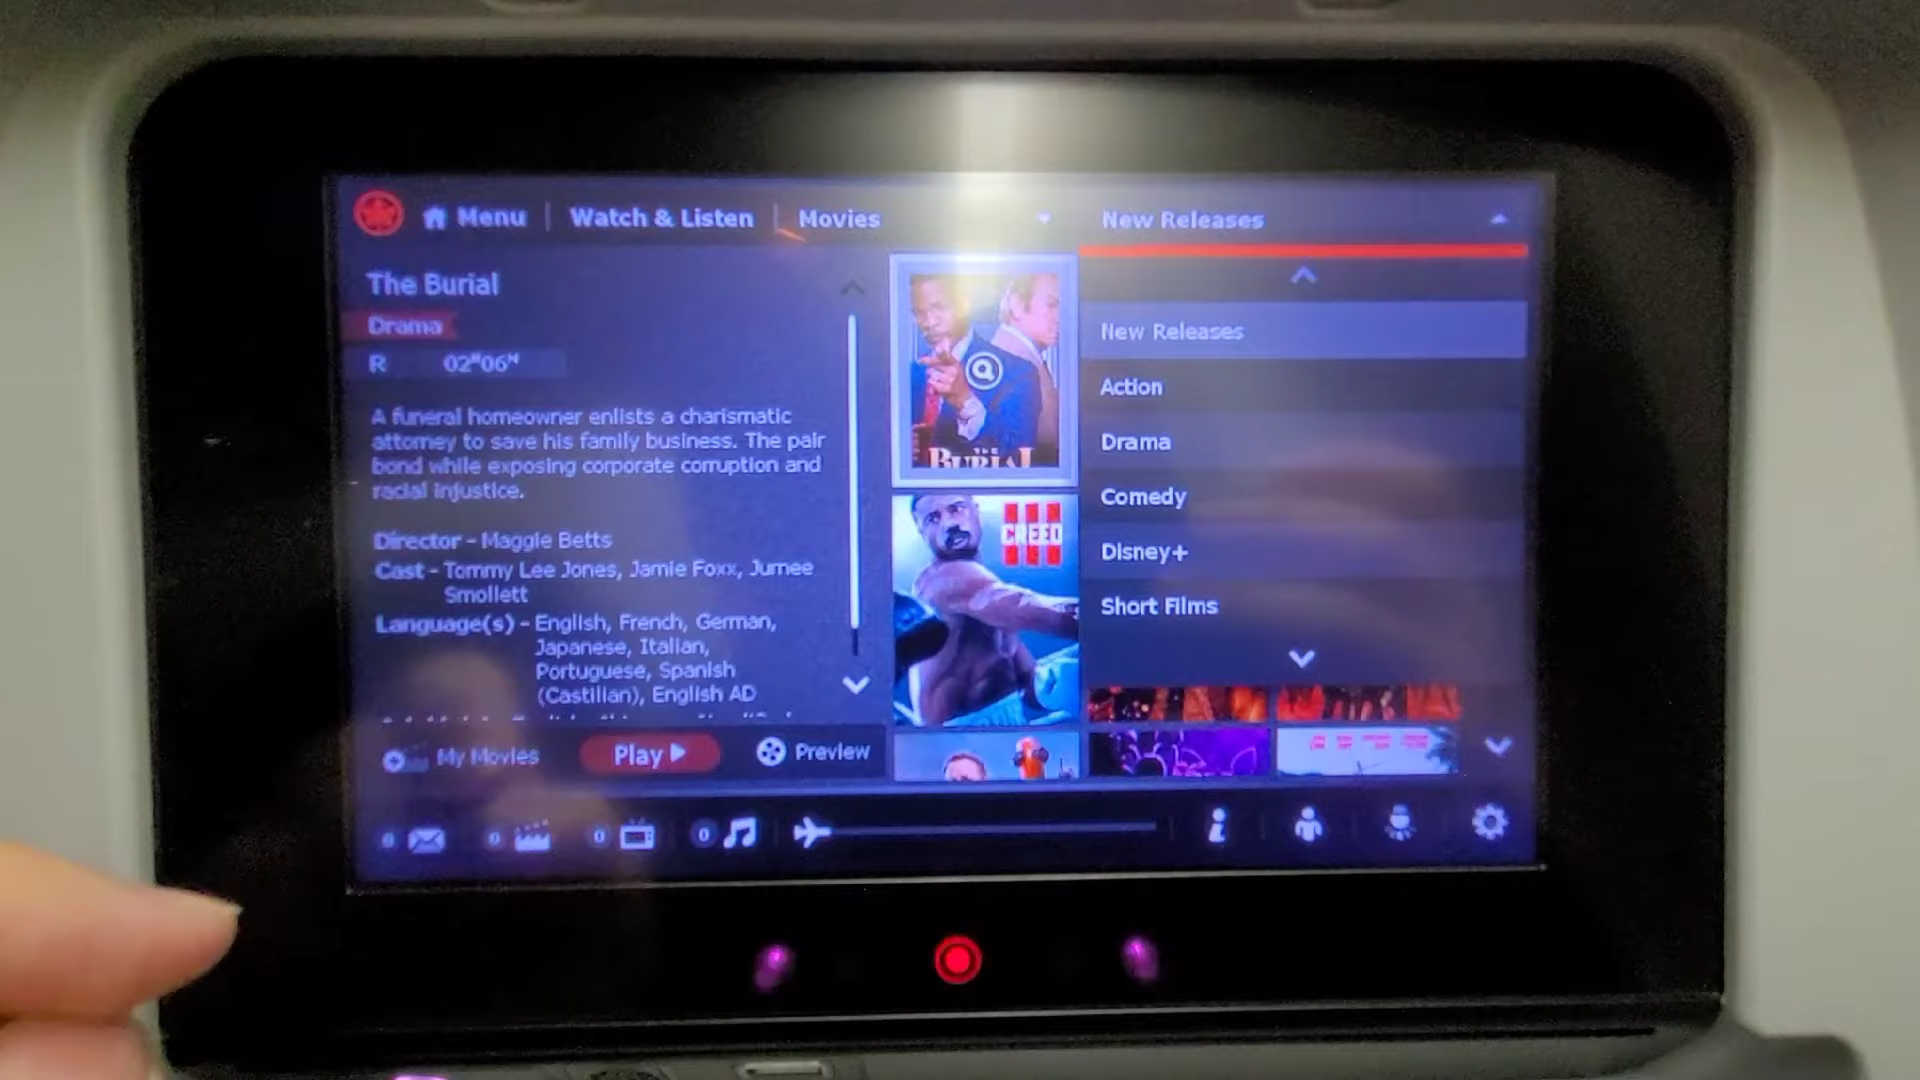 Menu
Watch & Listen
Movies
New Releases
The Burial
Drama
R 02ᴴ06ᴹ
A funeral homeowner enlists a charismatic
attorney to save his family business. The pair
bond while exposing corporate corruption and
racial injustice.
Director - Maggie Betts
Cast - Tommy Lee Jones, Jamie Foxx, Jurnee
Smollett
Language(s) - English, French, German,
Japanese, Italian,
Portuguese, Spanish
(Castilian), English AD
My Movies
Play
Preview
THE
BURIAL
CREED
III
New Releases
Action
Drama
Comedy
Disney+
Short Films
0
0
0
0